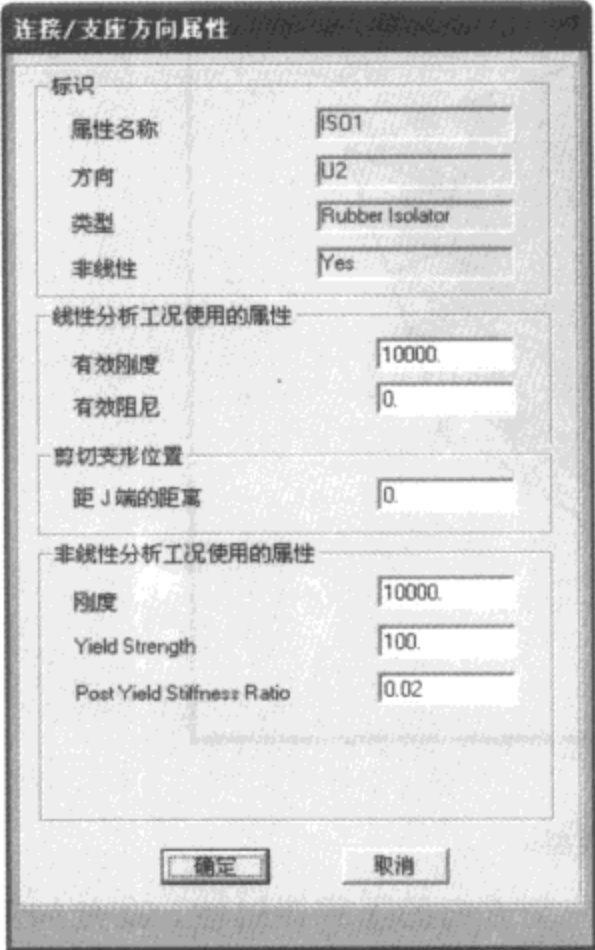 连接/支座方向属性
标识
属性名称 ISO1
方向 U2
类型 Rubber Isolator
非线性 Yes
线性分析工况使用的属性
有效刚度 10000.
有效阻尼 0.
剪切变形位置
距 J 端的距离 0.
非线性分析工况使用的属性
刚度 10000.
Yield Strength 100.
Post Yield Stiffness Ratio 0.02
确定 取消